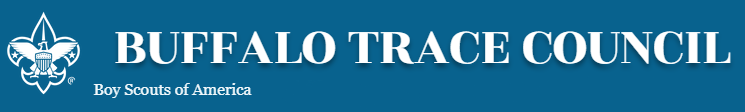 BUFFALO TRACE COUNCIL
Boy Scouts of America